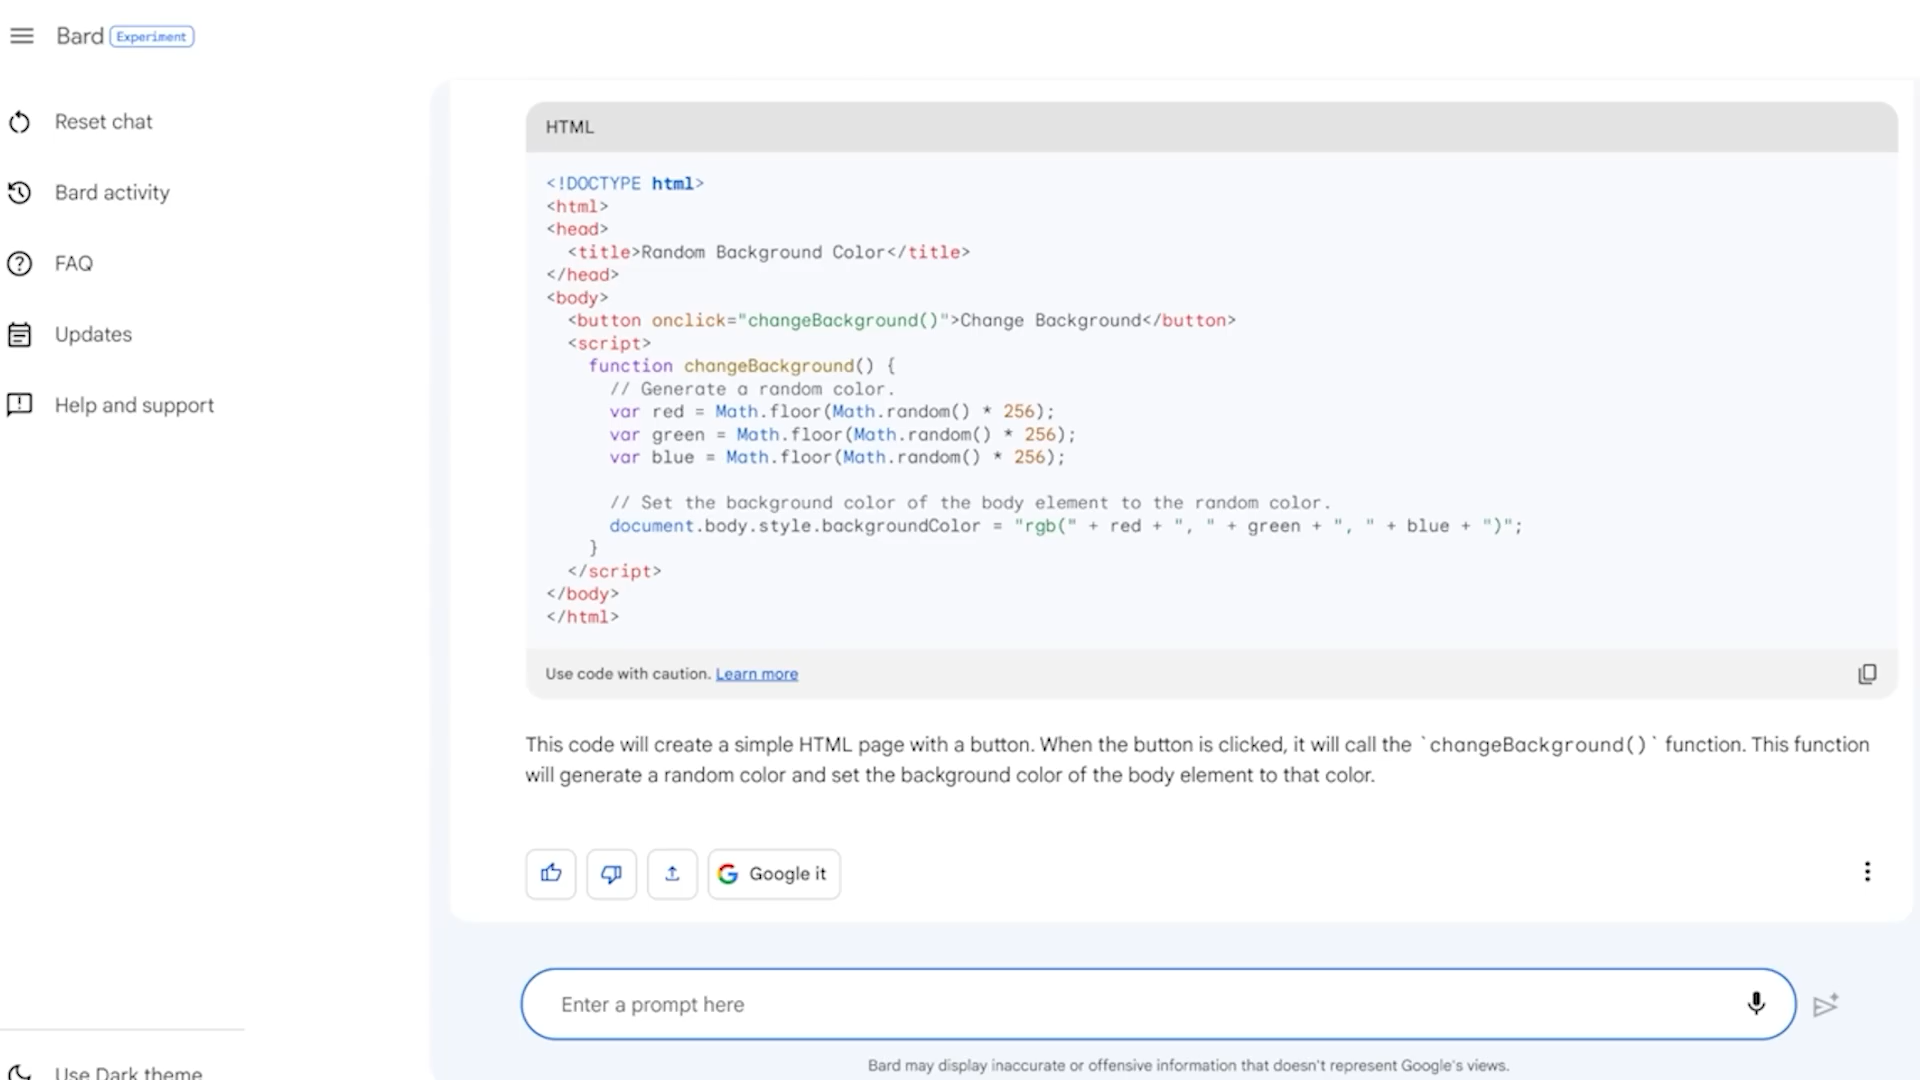 Bard Experiment
Reset chat
Bard activity
FAQ
Updates
Help and support
Use Dark theme
HTML
<!DOCTYPE html>
<html>
<head>
  <title>Random Background Color</title>
</head>
<body>
  <button onclick="changeBackground()">Change Background</button>
  <script>
    function changeBackground() {
      // Generate a random color.
      var red = Math.floor(Math.random() * 256);
      var green = Math.floor(Math.random() * 256);
      var blue = Math.floor(Math.random() * 256);

      // Set the background color of the body element to the random color.
      document.body.style.backgroundColor = "rgb(" + red + ", " + green + ", " + blue + ")";
    }
  </script>
</body>
</html>
Use code with caution. Learn more
This code will create a simple HTML page with a button. When the button is clicked, it will call the `changeBackground()` function. This function
will generate a random color and set the background color of the body element to that color.
Google it
Enter a prompt here
Bard may display inaccurate or offensive information that doesn't represent Google's views.